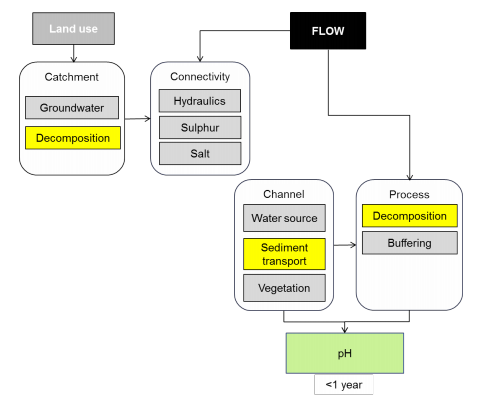 Land use
FLOW
Catchment
Groundwater
Decomposition
Connectivity
Hydraulics
Sulphur
Salt
Channel
Water source
Sediment
transport
Vegetation
Process
Decomposition
Buffering
pH
<1 year